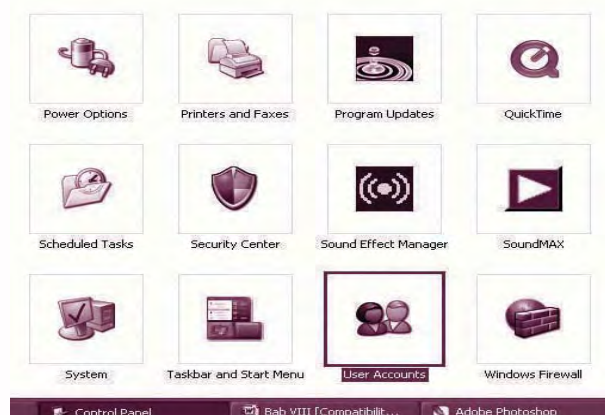 Power Options Printers and Faxes Program Updates QuickTime
Scheduled Tasks Security Center Sound Effect Manager SoundMAX
System Taskbar and Start Menu User Accounts Windows Firewall
Control Panel Bab VIII [Compatibilit... Adobe Photoshop